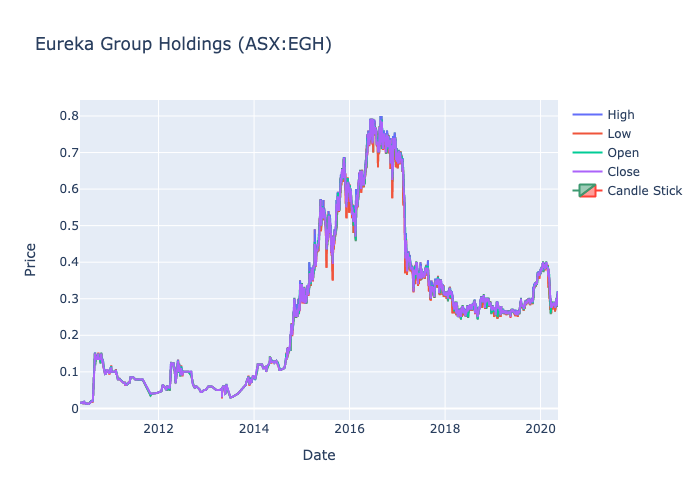 Eureka Group Holdings (ASX:EGH)
High
Low
Open
Close
Candle Stick
Price
0.8
0.7
0.6
0.5
0.4
0.3
0.2
0.1
0
2012
2014
2016
2018
2020
Date